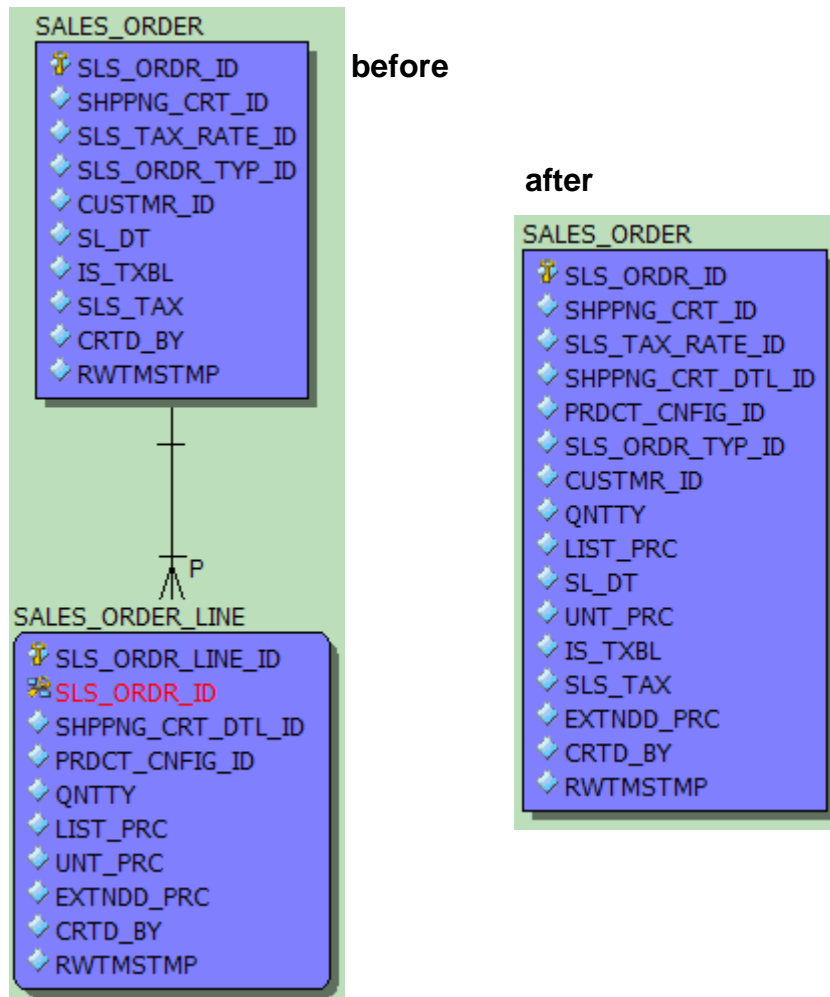 SALES_ORDER
SLS_ORDR_ID
SHPPNG_CRT_ID
SLS_TAX_RATE_ID
SLS_ORDR_TYP_ID
CUSTMR_ID
SL_DT
IS_TXBL
SLS_TAX
CRTD_BY
RWTMSTMP
before
P
SALES_ORDER_LINE
SLS_ORDR_LINE_ID
SLS_ORDR_ID
SHPPNG_CRT_DTL_ID
PRDCT_CNFIG_ID
QNTTY
LIST_PRC
UNT_PRC
EXTNDD_PRC
CRTD_BY
RWTMSTMP
after
SALES_ORDER
SLS_ORDR_ID
SHPPNG_CRT_ID
SLS_TAX_RATE_ID
SHPPNG_CRT_DTL_ID
PRDCT_CNFIG_ID
SLS_ORDR_TYP_ID
CUSTMR_ID
QNTTY
LIST_PRC
SL_DT
UNT_PRC
IS_TXBL
SLS_TAX
EXTNDD_PRC
CRTD_BY
RWTMSTMP